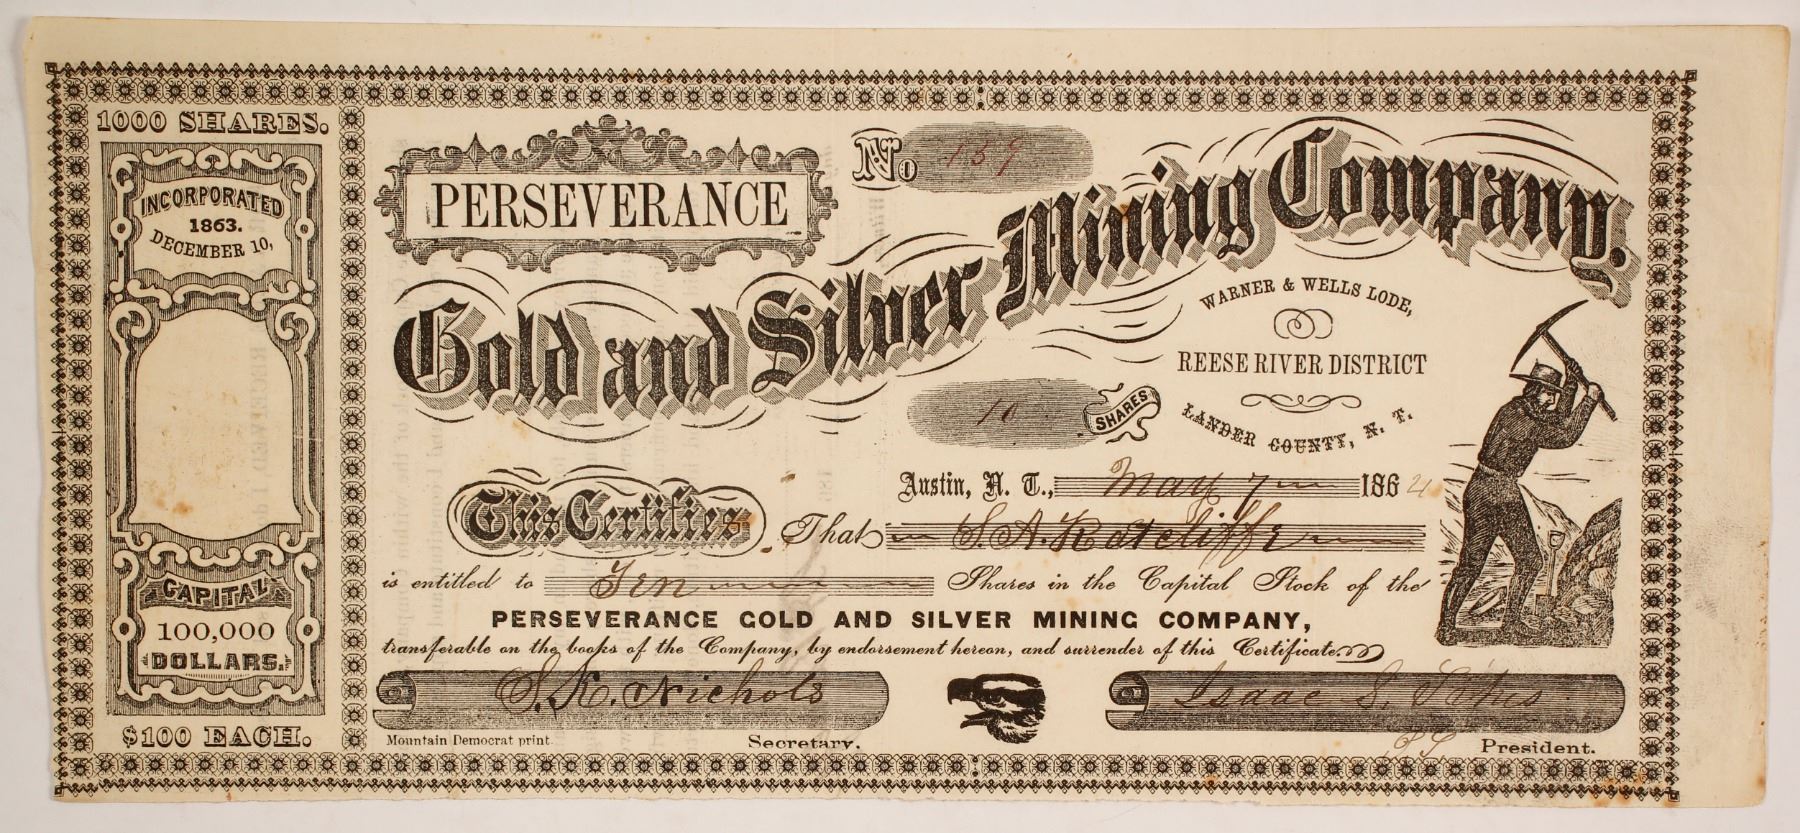 1000 SHARES.
INCORPORATED
1863.
DECEMBER 10,
CAPITAL
100,000
DOLLARS.
$100 EACH.
PERSEVERANCE
No 139
Gold and Silver Mining Company.
WARNER & WELLS LODE,
REESE RIVER DISTRICT
LANDER COUNTY, N. T.
10 SHARES
Austin, N. T., May 7 1864
This Certifies That S. A. Ratcliffe
is entitled to Ten Shares in the Capital Stock of the
PERSEVERANCE GOLD AND SILVER MINING COMPANY,
transferable on the books of the Company, by endorsement hereon, and surrender of this Certificate.
S. K. Nichols
Isaac S. Titus
Mountain Democrat print.
Secretary.
President.